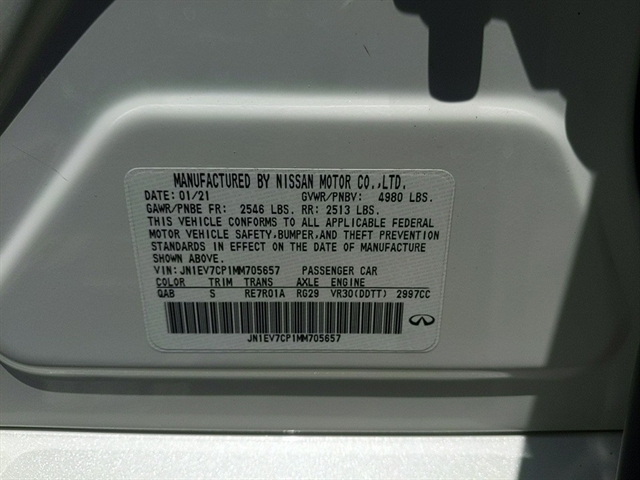 MANUFACTURED BY NISSAN MOTOR CO.,LTD.
DATE: 01/21 GVWR/PNBV: 4980 LBS.
GAWR/PNBE FR: 2546 LBS. RR: 2513 LBS.
THIS VEHICLE CONFORMS TO ALL APPLICABLE FEDERAL
MOTOR VEHICLE SAFETY,BUMPER,AND THEFT PREVENTION
STANDARDS IN EFFECT ON THE DATE OF MANUFACTURE
SHOWN ABOVE.
VIN: JN1EV7CP1MM705657 PASSENGER CAR
COLOR TRIM TRANS AXLE ENGINE
QAB S RE7R01A RG29 VR30(DDTT) 2997CC
JN1EV7CP1MM705657